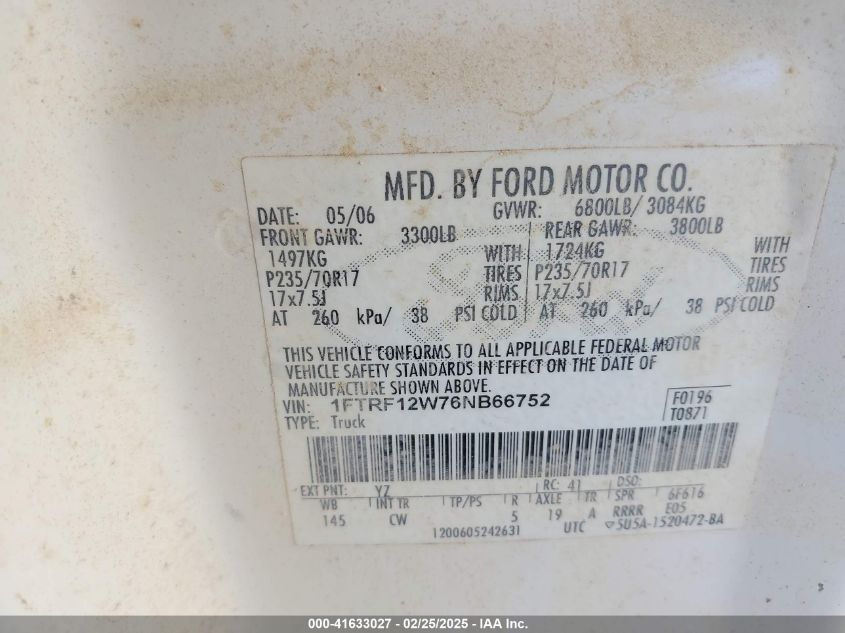 MFD. BY FORD MOTOR CO.
DATE: 05/06 GVWR: 6800LB/ 3084KG
FRONT GAWR: 3300LB REAR GAWR: 3800LB
1497KG WITH 1724KG WITH
P235/70R17 TIRES P235/70R17 TIRES
17x7.5J RIMS 17x7.5J RIMS
AT 260 kPa/ 38 PSI COLD AT 260 kPa/ 38 PSI COLD
THIS VEHICLE CONFORMS TO ALL APPLICABLE FEDERAL MOTOR
VEHICLE SAFETY STANDARDS IN EFFECT ON THE DATE OF
MANUFACTURE SHOWN ABOVE.
VIN: 1FTRF12W76NB66752 F0196
TYPE: Truck T0871
EXT PNT: YZ RC: 41 DSO:
WB INT TR TP/PS R AXLE TR SPR 6F616
145 CW 5 19 A RRRR E05
1200605242631 UTC 5U5A-1520472-BA
000-41633027 - 02/25/2025 - IAA Inc.